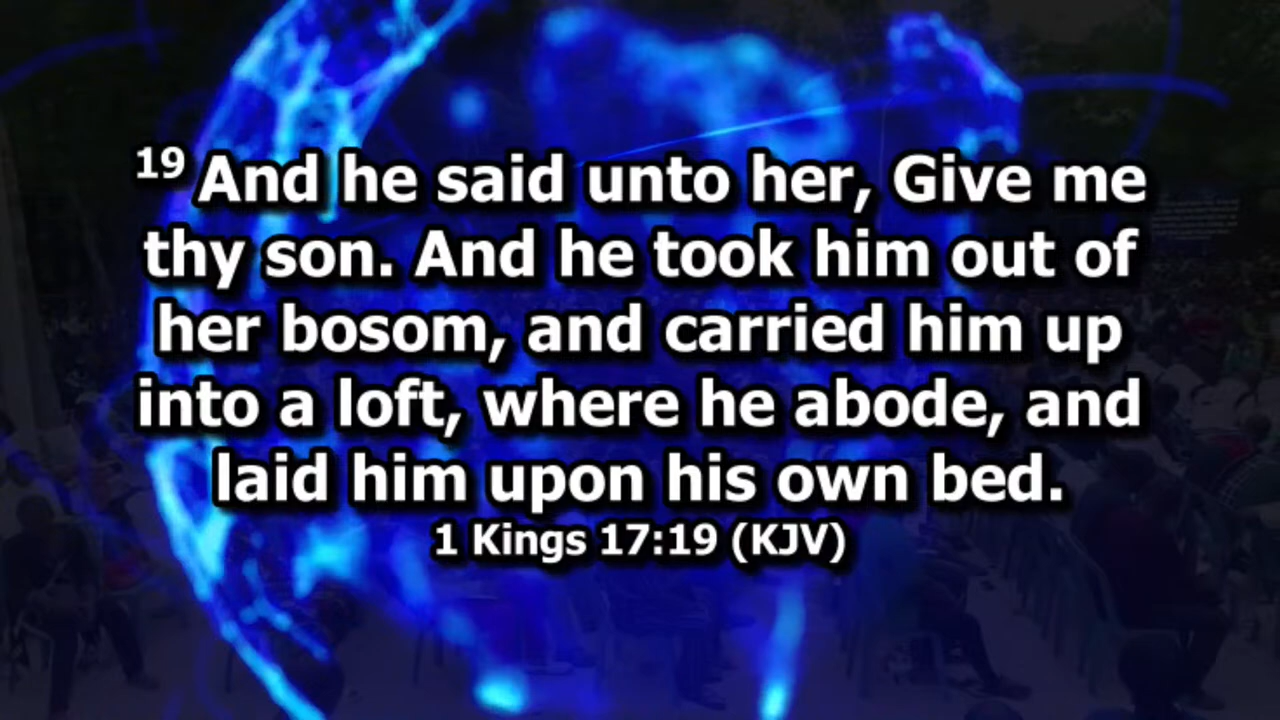 19 And he said unto her, Give me
thy son. And he took him out of
her bosom, and carried him up
into a loft, where he abode, and
laid him upon his own bed.
1 Kings 17:19 (KJV)